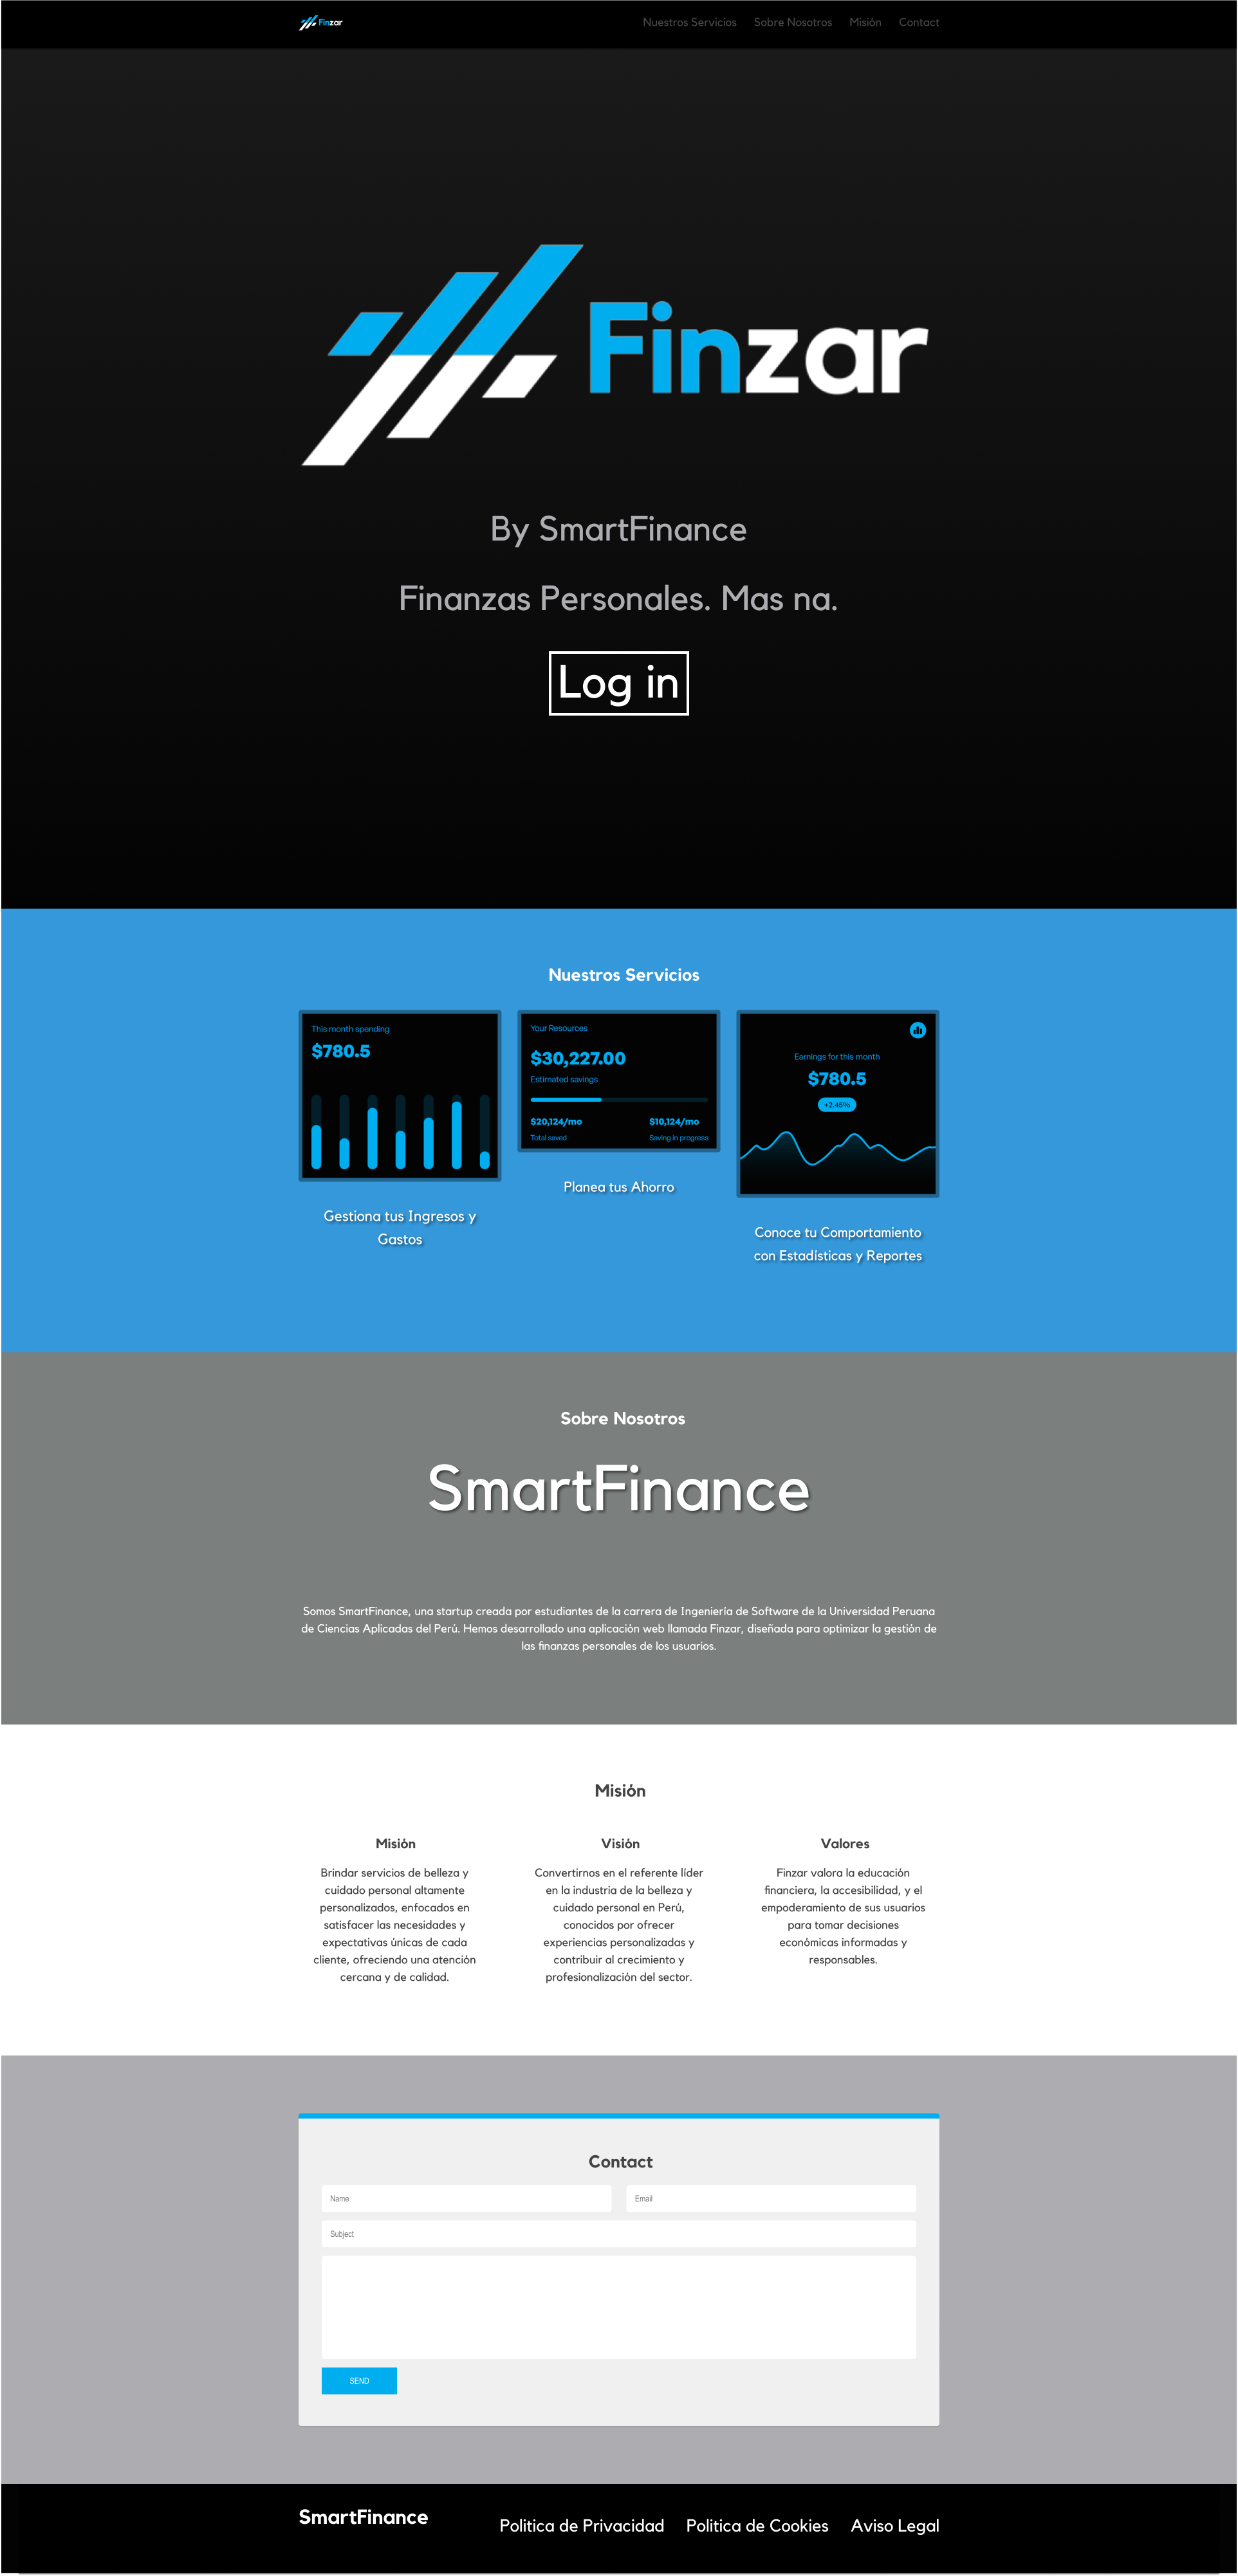 Finzar
Nuestros Servicios Sobre Nosotros Misión Contact
Finzar
By SmartFinance
Finanzas Personales. Mas na.
Log in
Nuestros Servicios
This month spending
$780.5
Gestiona tus Ingresos y
Gastos
Your Resources
$30,227.00
Estimated savings
$20,124/mo $10,124/mo
Total saved Saving in progress
Planea tus Ahorro
Earnings for this month
$780.5
+2.45%
Conoce tu Comportamiento
con Estadísticas y Reportes
Sobre Nosotros
SmartFinance
Somos SmartFinance, una startup creada por estudiantes de la carrera de Ingeniería de Software de la Universidad Peruana
de Ciencias Aplicadas del Perú. Hemos desarrollado una aplicación web llamada Finzar, diseñada para optimizar la gestión de
las finanzas personales de los usuarios.
Misión
Misión
Brindar servicios de belleza y
cuidado personal altamente
personalizados, enfocados en
satisfacer las necesidades y
expectativas únicas de cada
cliente, ofreciendo una atención
cercana y de calidad.
Visión
Convertirnos en el referente líder
en la industria de la belleza y
cuidado personal en Perú,
conocidos por ofrecer
experiencias personalizadas y
contribuir al crecimiento y
profesionalización del sector.
Valores
Finzar valora la educación
financiera, la accesibilidad, y el
empoderamiento de sus usuarios
para tomar decisiones
económicas informadas y
responsables.
Contact
Name Email
Subject
SEND
SmartFinance
Politica de Privacidad Politica de Cookies Aviso Legal